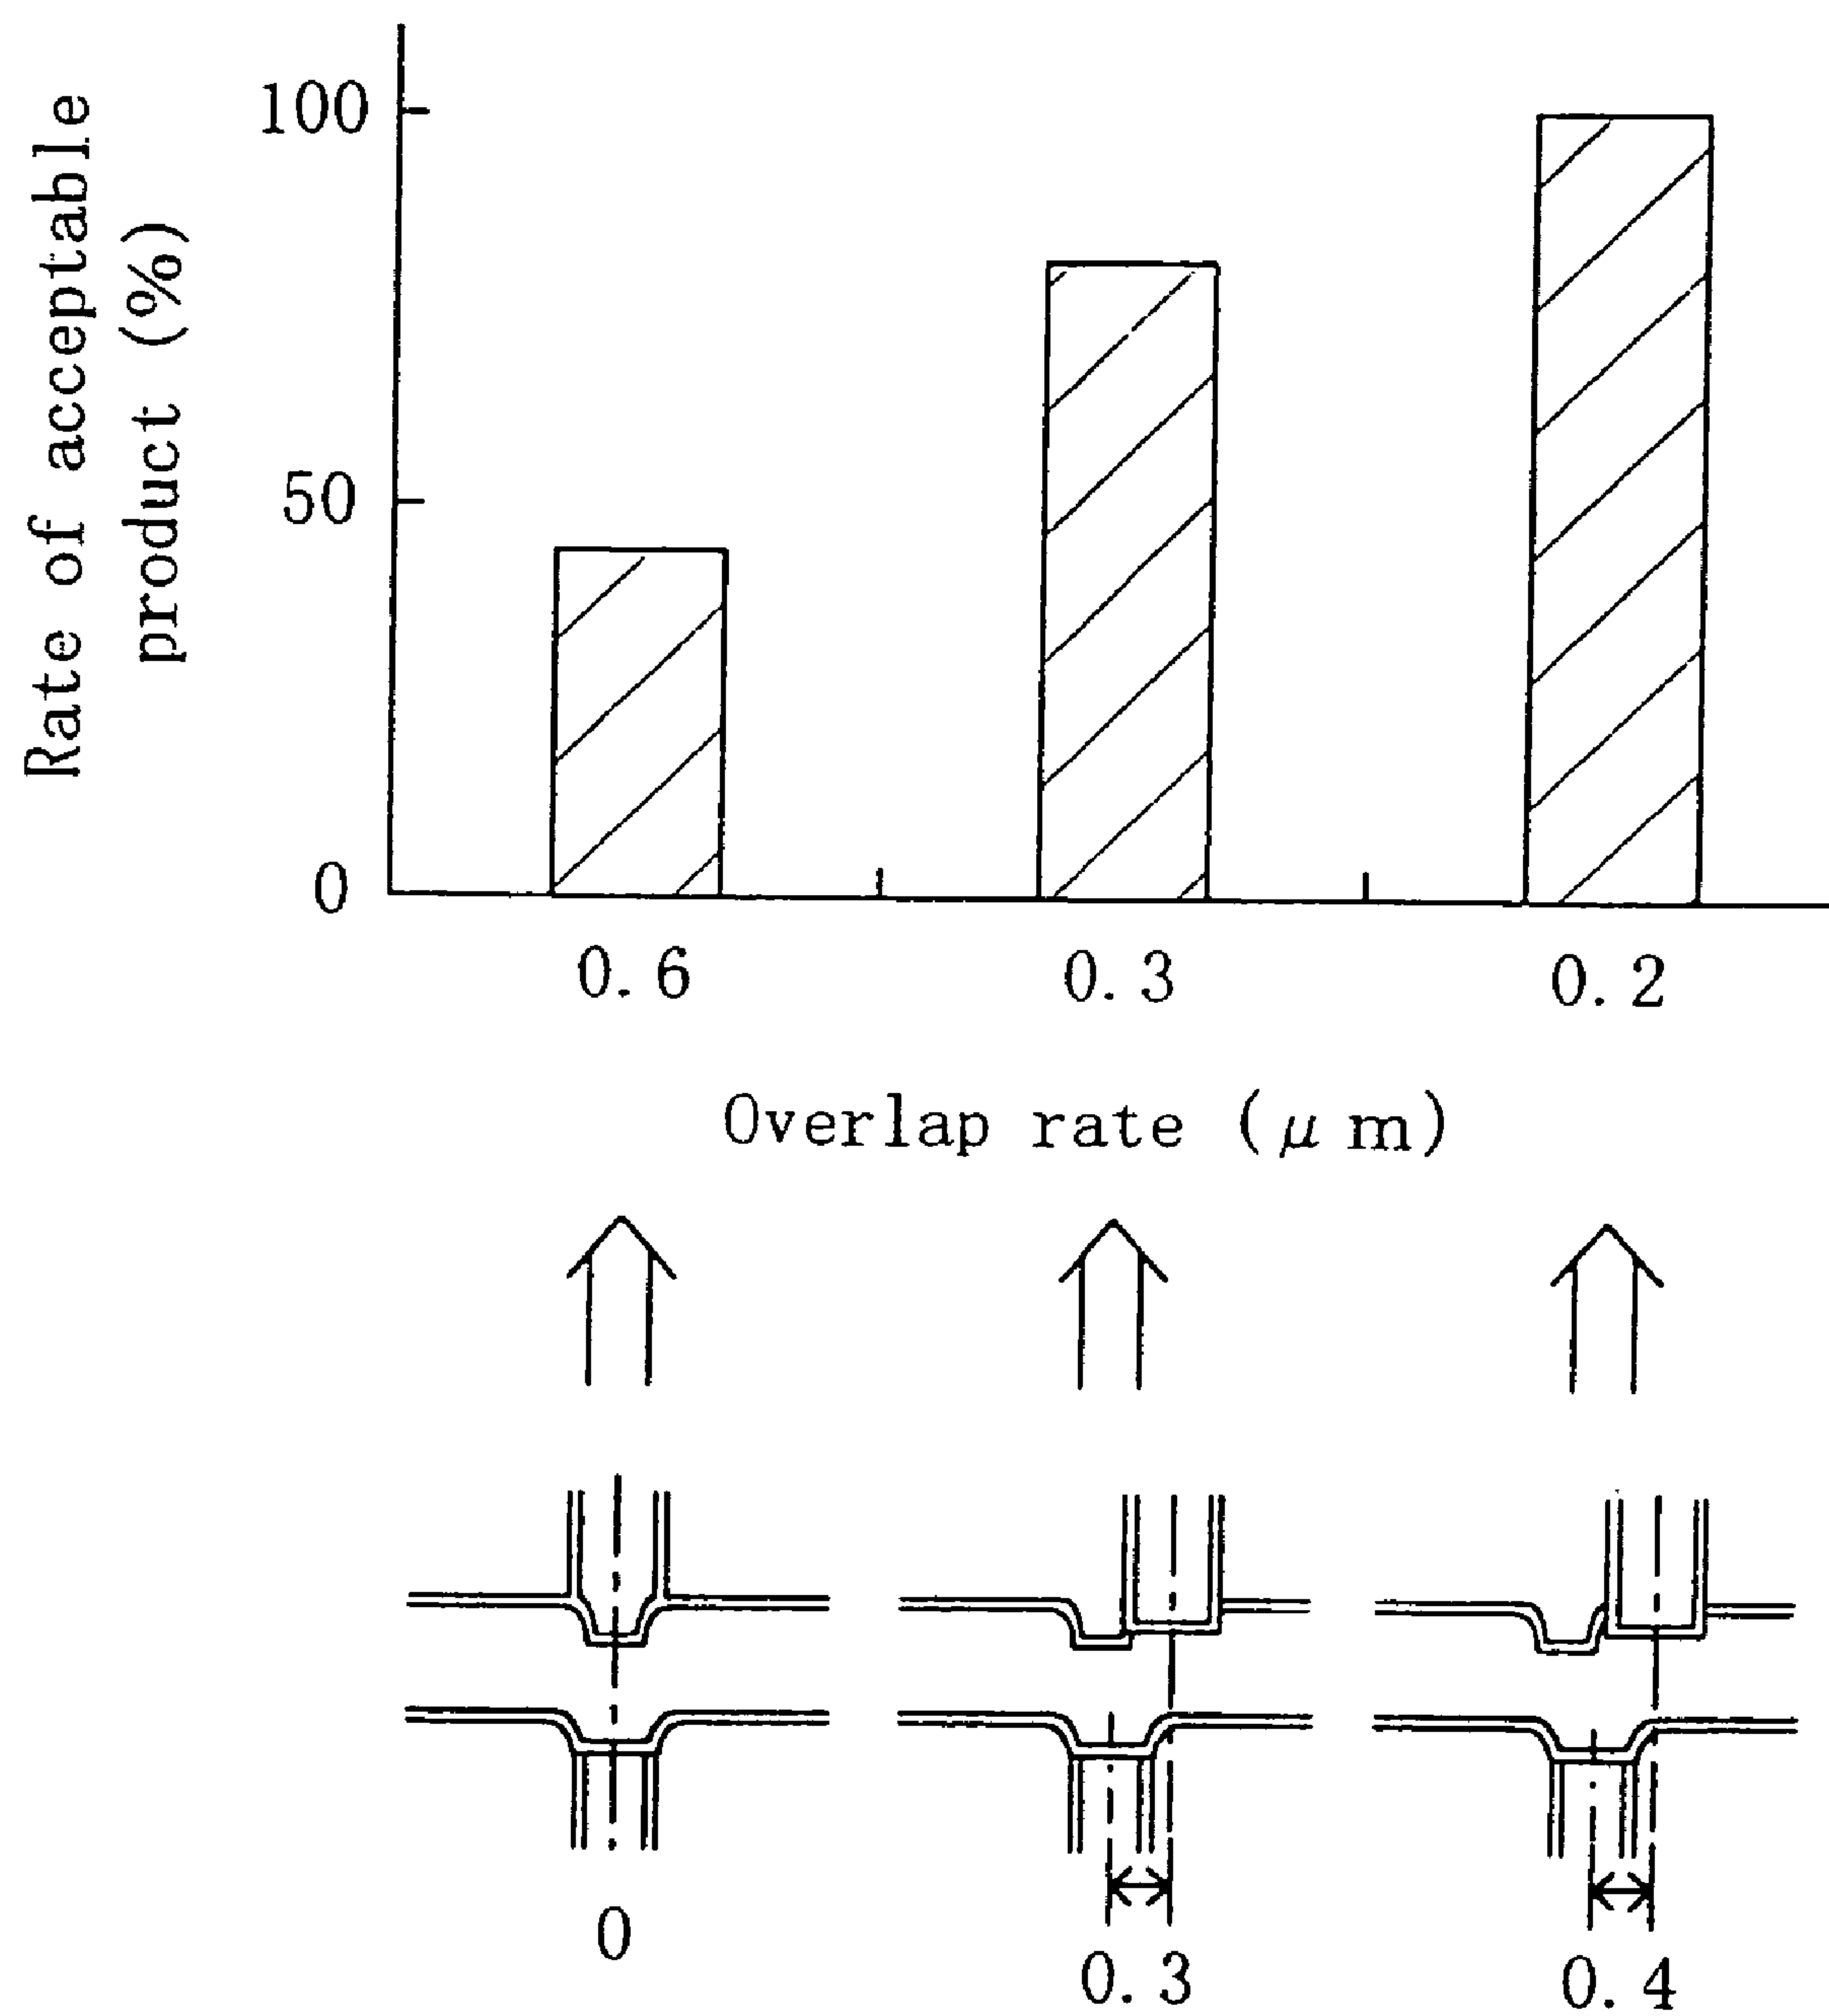 Rate of acceptable
product (%)
100
50
0
0.6 0.3 0.2
Overlap rate (μm)
0 0.3 0.4